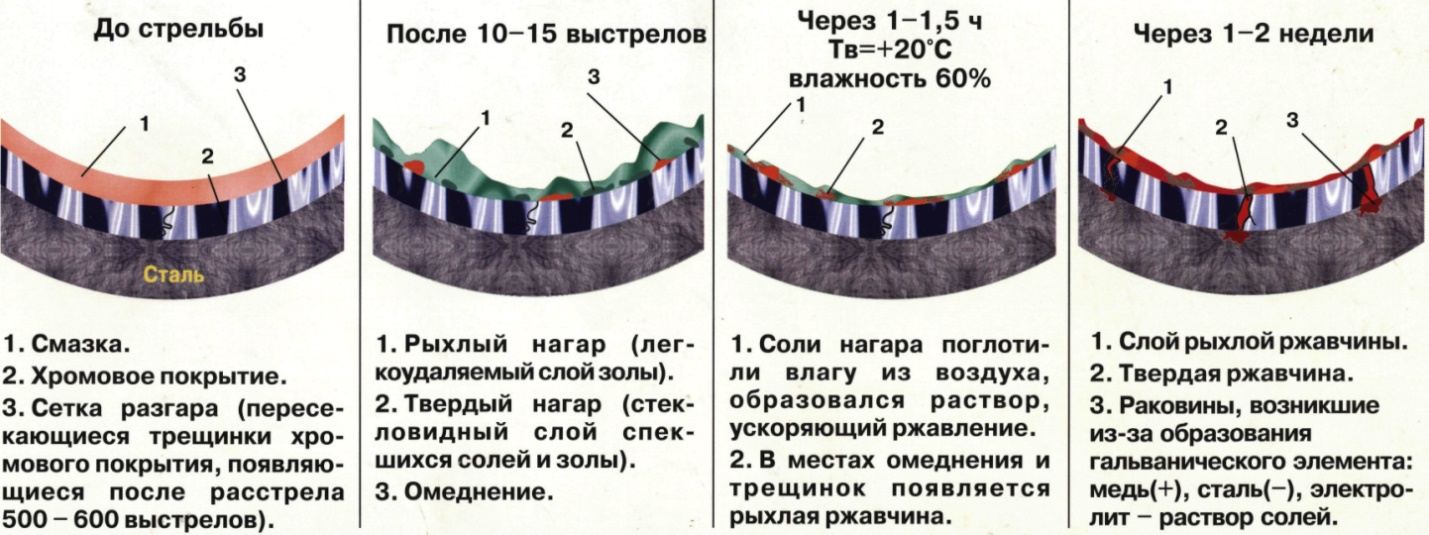 До стрельбы
3
1
2
Сталь
1. Смазка.
2. Хромовое покрытие.
3. Сетка разгара (пересе-
кающиеся трещинки хро-
мового покрытия, появляю-
щиеся после расстрела
500 – 600 выстрелов).
После 10–15 выстрелов
3
1
2
1. Рыхлый нагар (лег-
коудаляемый слой золы).
2. Твердый нагар (стек-
ловидный слой спек-
шихся солей и золы).
3. Омеднение.
Через 1–1,5 ч
Тв=+20°С
влажность 60%
1
2
1. Соли нагара поглоти-
ли влагу из воздуха,
образовался раствор,
ускоряющий ржавление.
2. В местах омеднения и
трещинок появляется
рыхлая ржавчина.
Через 1–2 недели
1
2
3
1. Слой рыхлой ржавчины.
2. Твердая ржавчина.
3. Раковины, возникшие
из-за образования
гальванического элемента:
медь(+), сталь(–), электро-
лит – раствор солей.